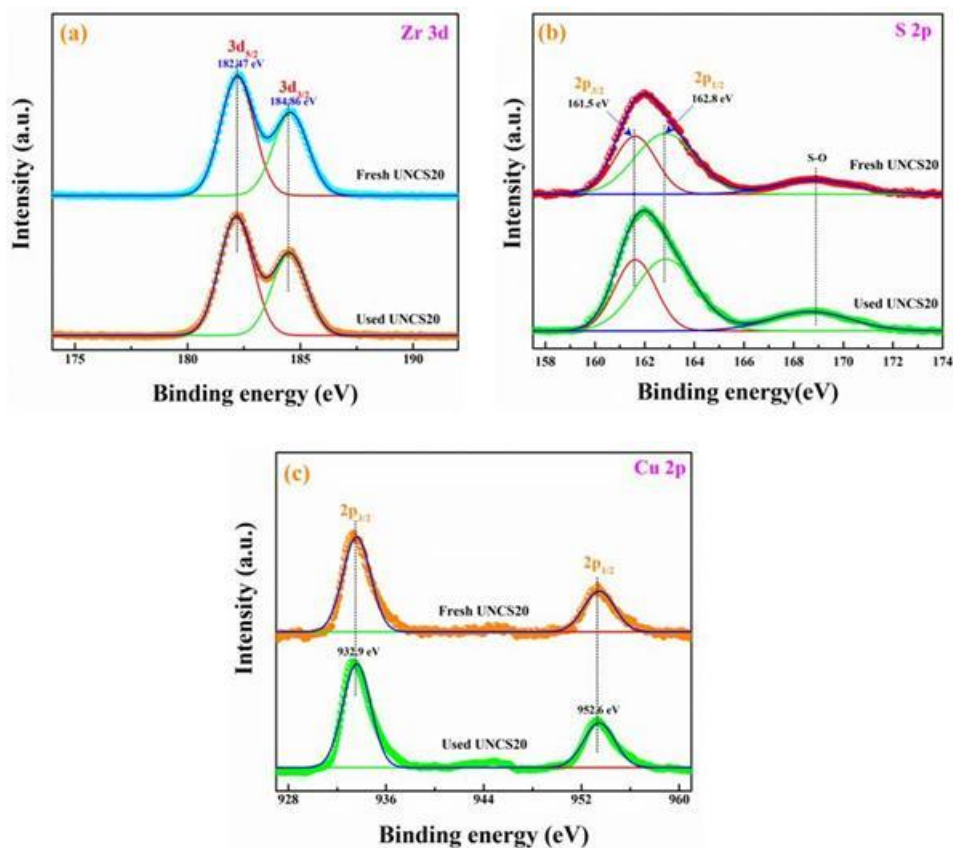 (a)
Zr 3d
3d5/2
182.47 eV
3d3/2
184.86 eV
Fresh UNCS20
Used UNCS20
Intensity (a.u.)
175 180 185 190
Binding energy (eV)
(b)
S 2p
2p3/2
161.5 eV
2p1/2
162.8 eV
S-O
Fresh UNCS20
Used UNCS20
Intensity (a.u.)
158 160 162 164 166 168 170 172 174
Binding energy(eV)
(c)
Cu 2p
2p3/2
2p1/2
Fresh UNCS20
932.9 eV
952.6 eV
Used UNCS20
Intensity (a.u.)
928 936 944 952 960
Binding energy (eV)